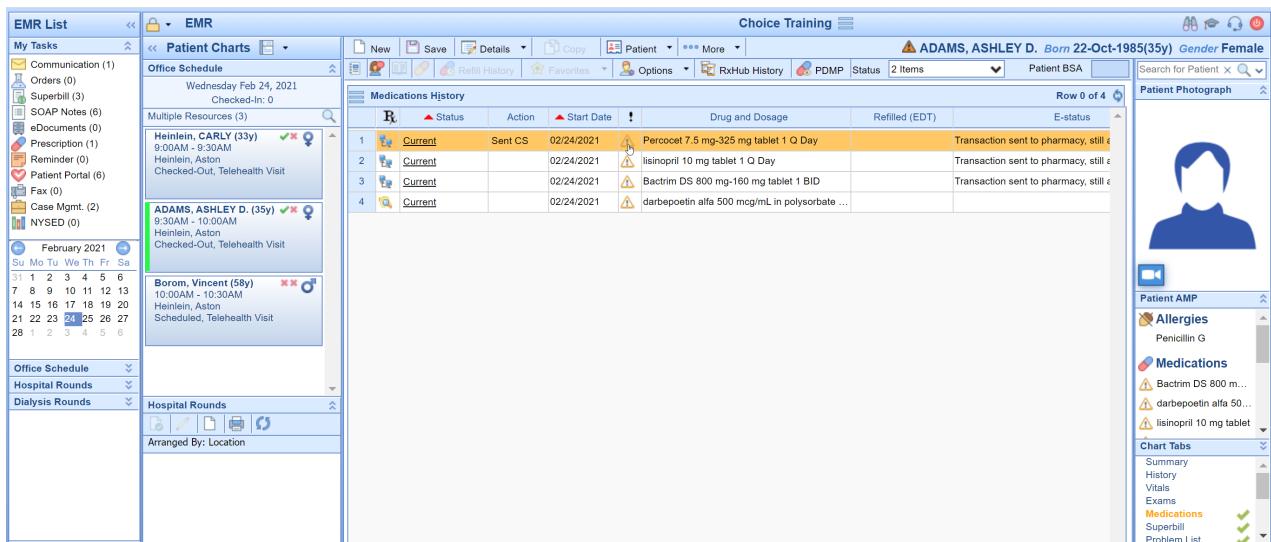 EMR List
EMR
Choice Training
My Tasks
Communication (1)
Orders (0)
Superbill (3)
SOAP Notes (6)
eDocuments (0)
Prescription (1)
Reminder (0)
Patient Portal (6)
Fax (0)
Case Mgmt. (2)
NYSED (0)
February 2021
Su Mo Tu We Th Fr Sa
31 1 2 3 4 5 6
7 8 9 10 11 12 13
14 15 16 17 18 19 20
21 22 23 24 25 26 27
28 1 2 3 4 5 6
Office Schedule
Hospital Rounds
Dialysis Rounds
Patient Charts
Office Schedule
Wednesday Feb 24, 2021
Checked-In: 0
Multiple Resources (3)
Heinlein, CARLY (33y)
9:00AM - 9:30AM
Heinlein, Aston
Checked-Out, Telehealth Visit
ADAMS, ASHLEY D. (35y)
9:30AM - 10:00AM
Heinlein, Aston
Checked-Out, Telehealth Visit
Borom, Vincent (58y)
10:00AM - 10:30AM
Heinlein, Aston
Scheduled, Telehealth Visit
Hospital Rounds
Arranged By: Location
New Save Details Copy Patient More
ADAMS, ASHLEY D. Born 22-Oct-1985(35y) Gender Female
Refill History Favorites Options RxHub History PDMP Status 2 Items Patient BSA
Medications History Row 0 of 4
Status Action Start Date ! Drug and Dosage Refilled (EDT) E-status
1 Current Sent CS 02/24/2021 Percocet 7.5 mg-325 mg tablet 1 Q Day Transaction sent to pharmacy, still a
2 Current 02/24/2021 lisinopril 10 mg tablet 1 Q Day Transaction sent to pharmacy, still a
3 Current 02/24/2021 Bactrim DS 800 mg-160 mg tablet 1 BID Transaction sent to pharmacy, still a
4 Current 02/24/2021 darbepoetin alfa 500 mcg/mL in polysorbate ...
Search for Patient
Patient Photograph
Patient AMP
Allergies
Penicillin G
Medications
Bactrim DS 800 m...
darbepoetin alfa 50...
lisinopril 10 mg tablet
Chart Tabs
Summary
History
Vitals
Exams
Medications
Superbill
Problem List